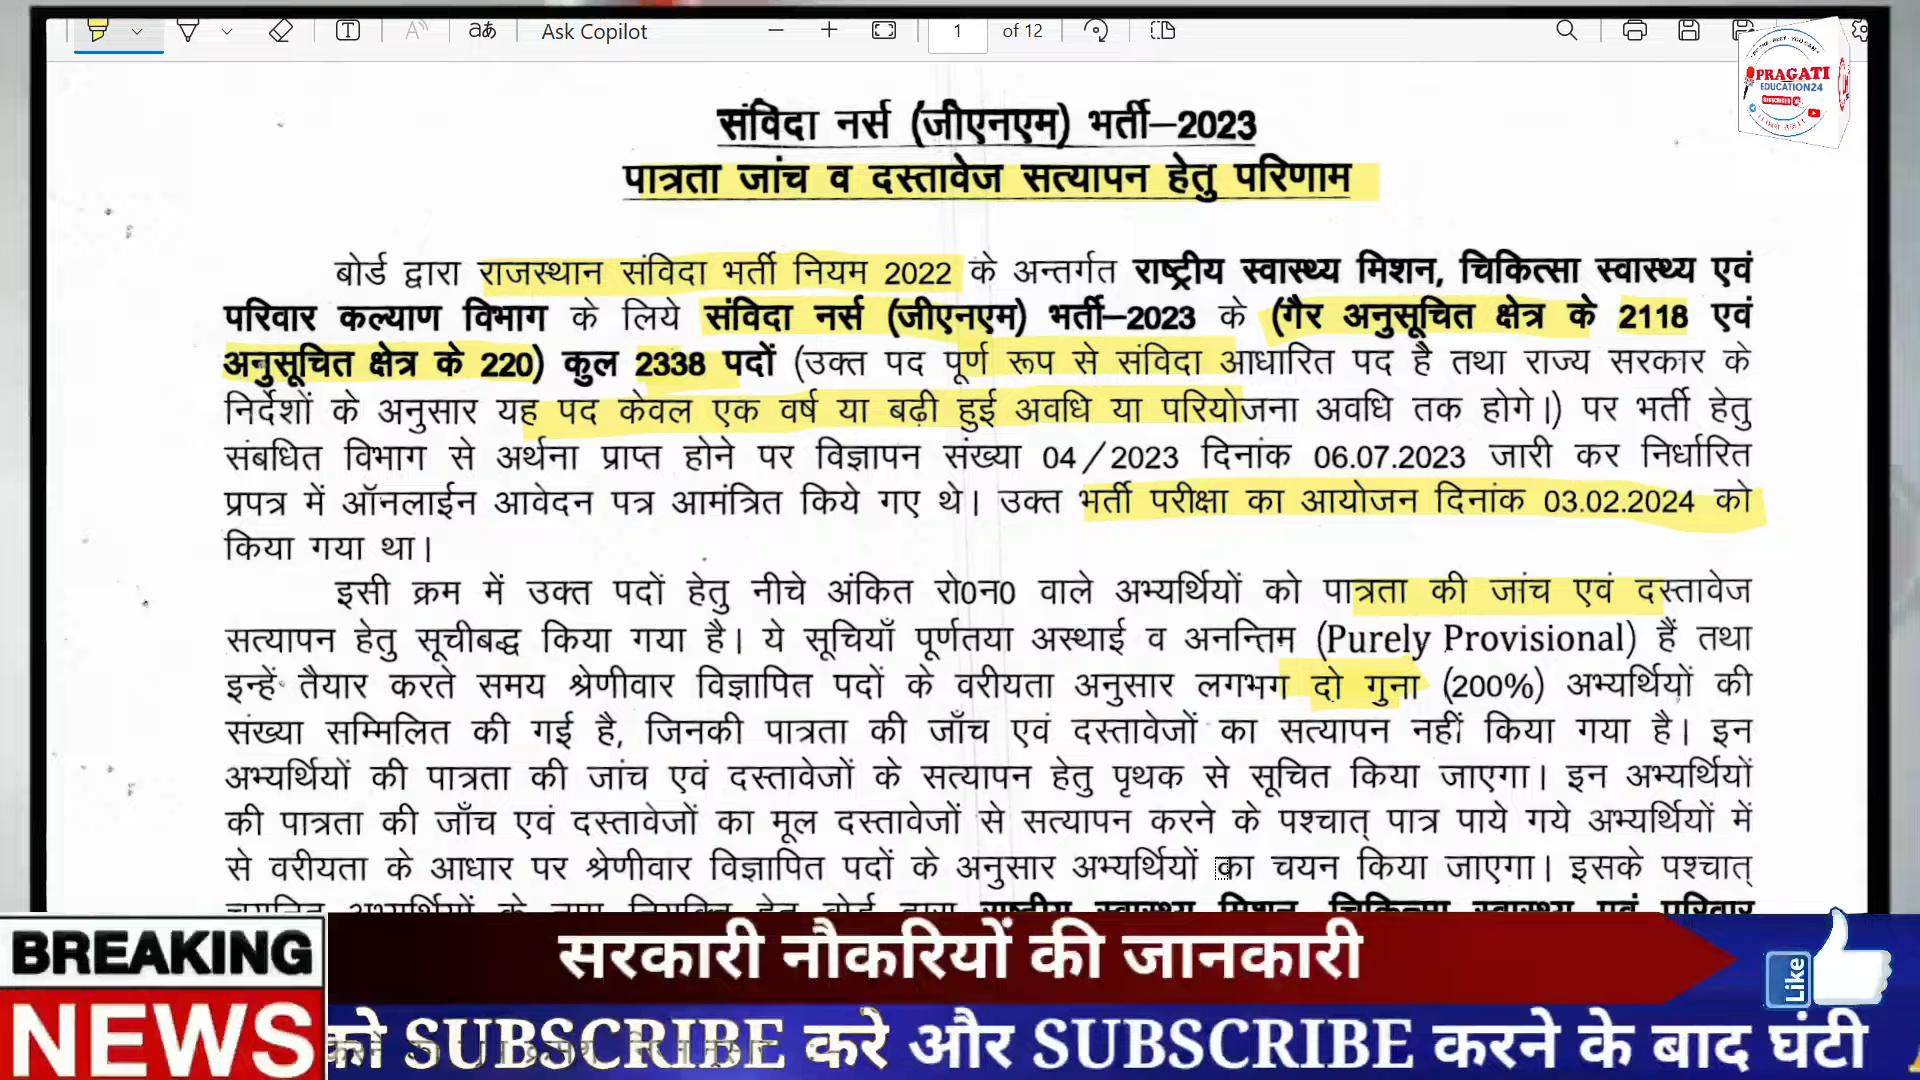 Ask Copilot
1 of 12
PRAGATI
EDUCATION24
संविदा नर्स (जीएनएम) भर्ती–2023
पात्रता जांच व दस्तावेज सत्यापन हेतु परिणाम
बोर्ड द्वारा राजस्थान संविदा भर्ती नियम 2022 के अन्तर्गत राष्ट्रीय स्वास्थ्य मिशन, चिकित्सा स्वास्थ्य एवं
परिवार कल्याण विभाग के लिये संविदा नर्स (जीएनएम) भर्ती–2023 के (गैर अनुसूचित क्षेत्र के 2118 एवं
अनुसूचित क्षेत्र के 220) कुल 2338 पदों (उक्त पद पूर्ण रूप से संविदा आधारित पद है तथा राज्य सरकार के
निर्देशों के अनुसार यह पद केवल एक वर्ष या बढ़ी हुई अवधि या परियोजना अवधि तक होगे।) पर भर्ती हेतु
संबधित विभाग से अर्थना प्राप्त होने पर विज्ञापन संख्या 04/2023 दिनांक 06.07.2023 जारी कर निर्धारित
प्रपत्र में ऑनलाईन आवेदन पत्र आमंत्रित किये गए थे। उक्त भर्ती परीक्षा का आयोजन दिनांक 03.02.2024 को
किया गया था।
इसी क्रम में उक्त पदों हेतु नीचे अंकित रो0न0 वाले अभ्यर्थियों को पात्रता की जांच एवं दस्तावेज
सत्यापन हेतु सूचीबद्ध किया गया है। ये सूचियाँ पूर्णतया अस्थाई व अनन्तिम (Purely Provisional) हैं तथा
इन्हें तैयार करते समय श्रेणीवार विज्ञापित पदों के वरीयता अनुसार लगभग दो गुना (200%) अभ्यर्थियों की
संख्या सम्मिलित की गई है, जिनकी पात्रता की जाँच एवं दस्तावेजों का सत्यापन नहीं किया गया है। इन
अभ्यर्थियों की पात्रता की जांच एवं दस्तावेजों के सत्यापन हेतु पृथक से सूचित किया जाएगा। इन अभ्यर्थियों
की पात्रता की जाँच एवं दस्तावेजों का मूल दस्तावेजों से सत्यापन करने के पश्चात् पात्र पाये गये अभ्यर्थियों में
से वरीयता के आधार पर श्रेणीवार विज्ञापित पदों के अनुसार अभ्यर्थियों का चयन किया जाएगा। इसके पश्चात्
चयनित अभ्यर्थियों के नाम नियुक्ति हेतु बोर्ड द्वारा राष्ट्रीय स्वास्थ्य मिशन, चिकित्सा स्वास्थ्य एवं परिवार
BREAKING
NEWS
सरकारी नौकरियों की जानकारी
Like
को SUBSCRIBE करे और SUBSCRIBE करने के बाद घंटी